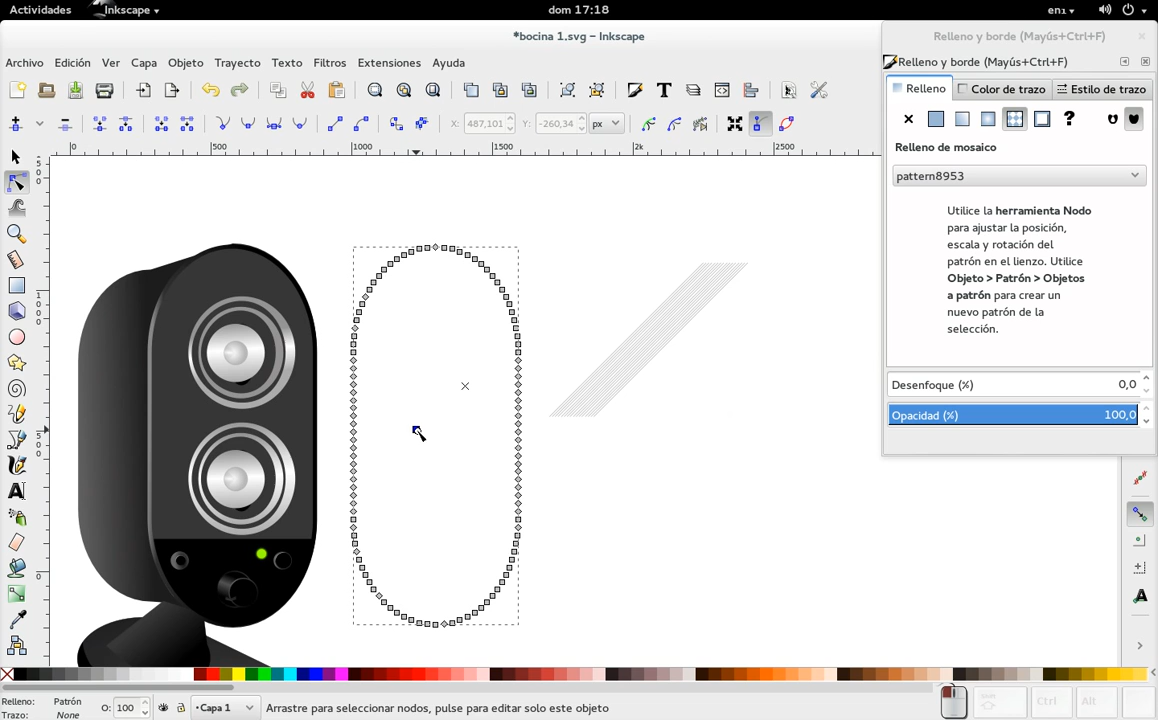 Actividades
Inkscape
dom 17:18
en1
*bocina 1.svg – Inkscape
Relleno y borde (Mayús+Ctrl+F)
Archivo Edición Ver Capa Objeto Trayecto Texto Filtros Extensiones Ayuda
Relleno y borde (Mayús+Ctrl+F)
Relleno
Color de trazo
Estilo de trazo
X: 487,101
Y: -260,34
px
0 500 1000 1500 2k 2500
Relleno de mosaico
pattern8953
Utilice la herramienta Nodo
para ajustar la posición,
escala y rotación del
patrón en el lienzo. Utilice
Objeto > Patrón > Objetos
a patrón para crear un
nuevo patrón de la
selección.
Desenfoque (%) 0,0
Opacidad (%) 100,0
Relleno: Patrón
Trazo: None
O: 100
•Capa 1
Arrastre para seleccionar nodos, pulse para editar solo este objeto
Ctrl
Alt